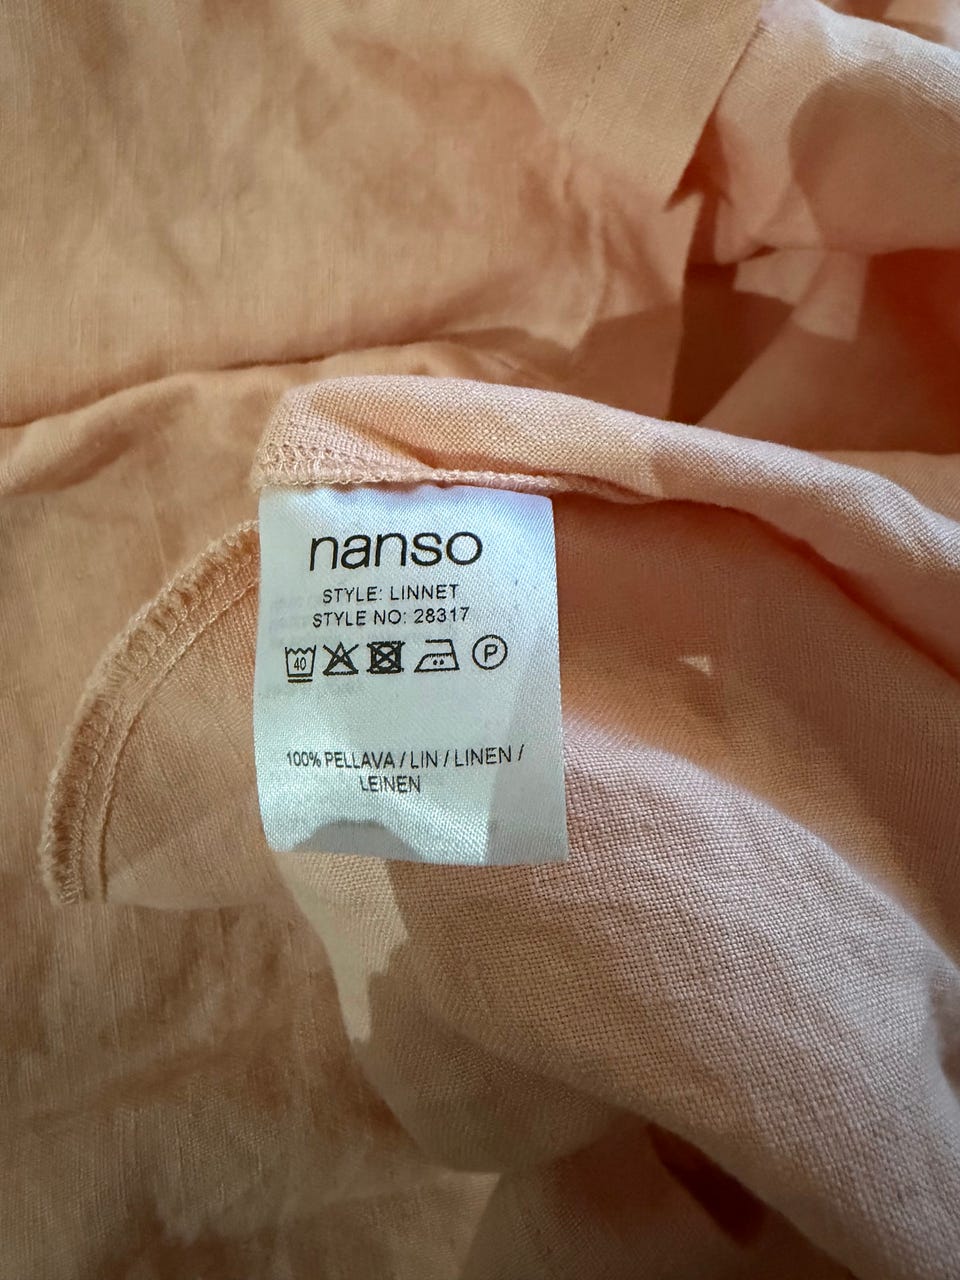 nanso
STYLE: LINNET
STYLE NO: 28317
40 P
100% PELLAVA / LIN / LINEN /
LEINEN